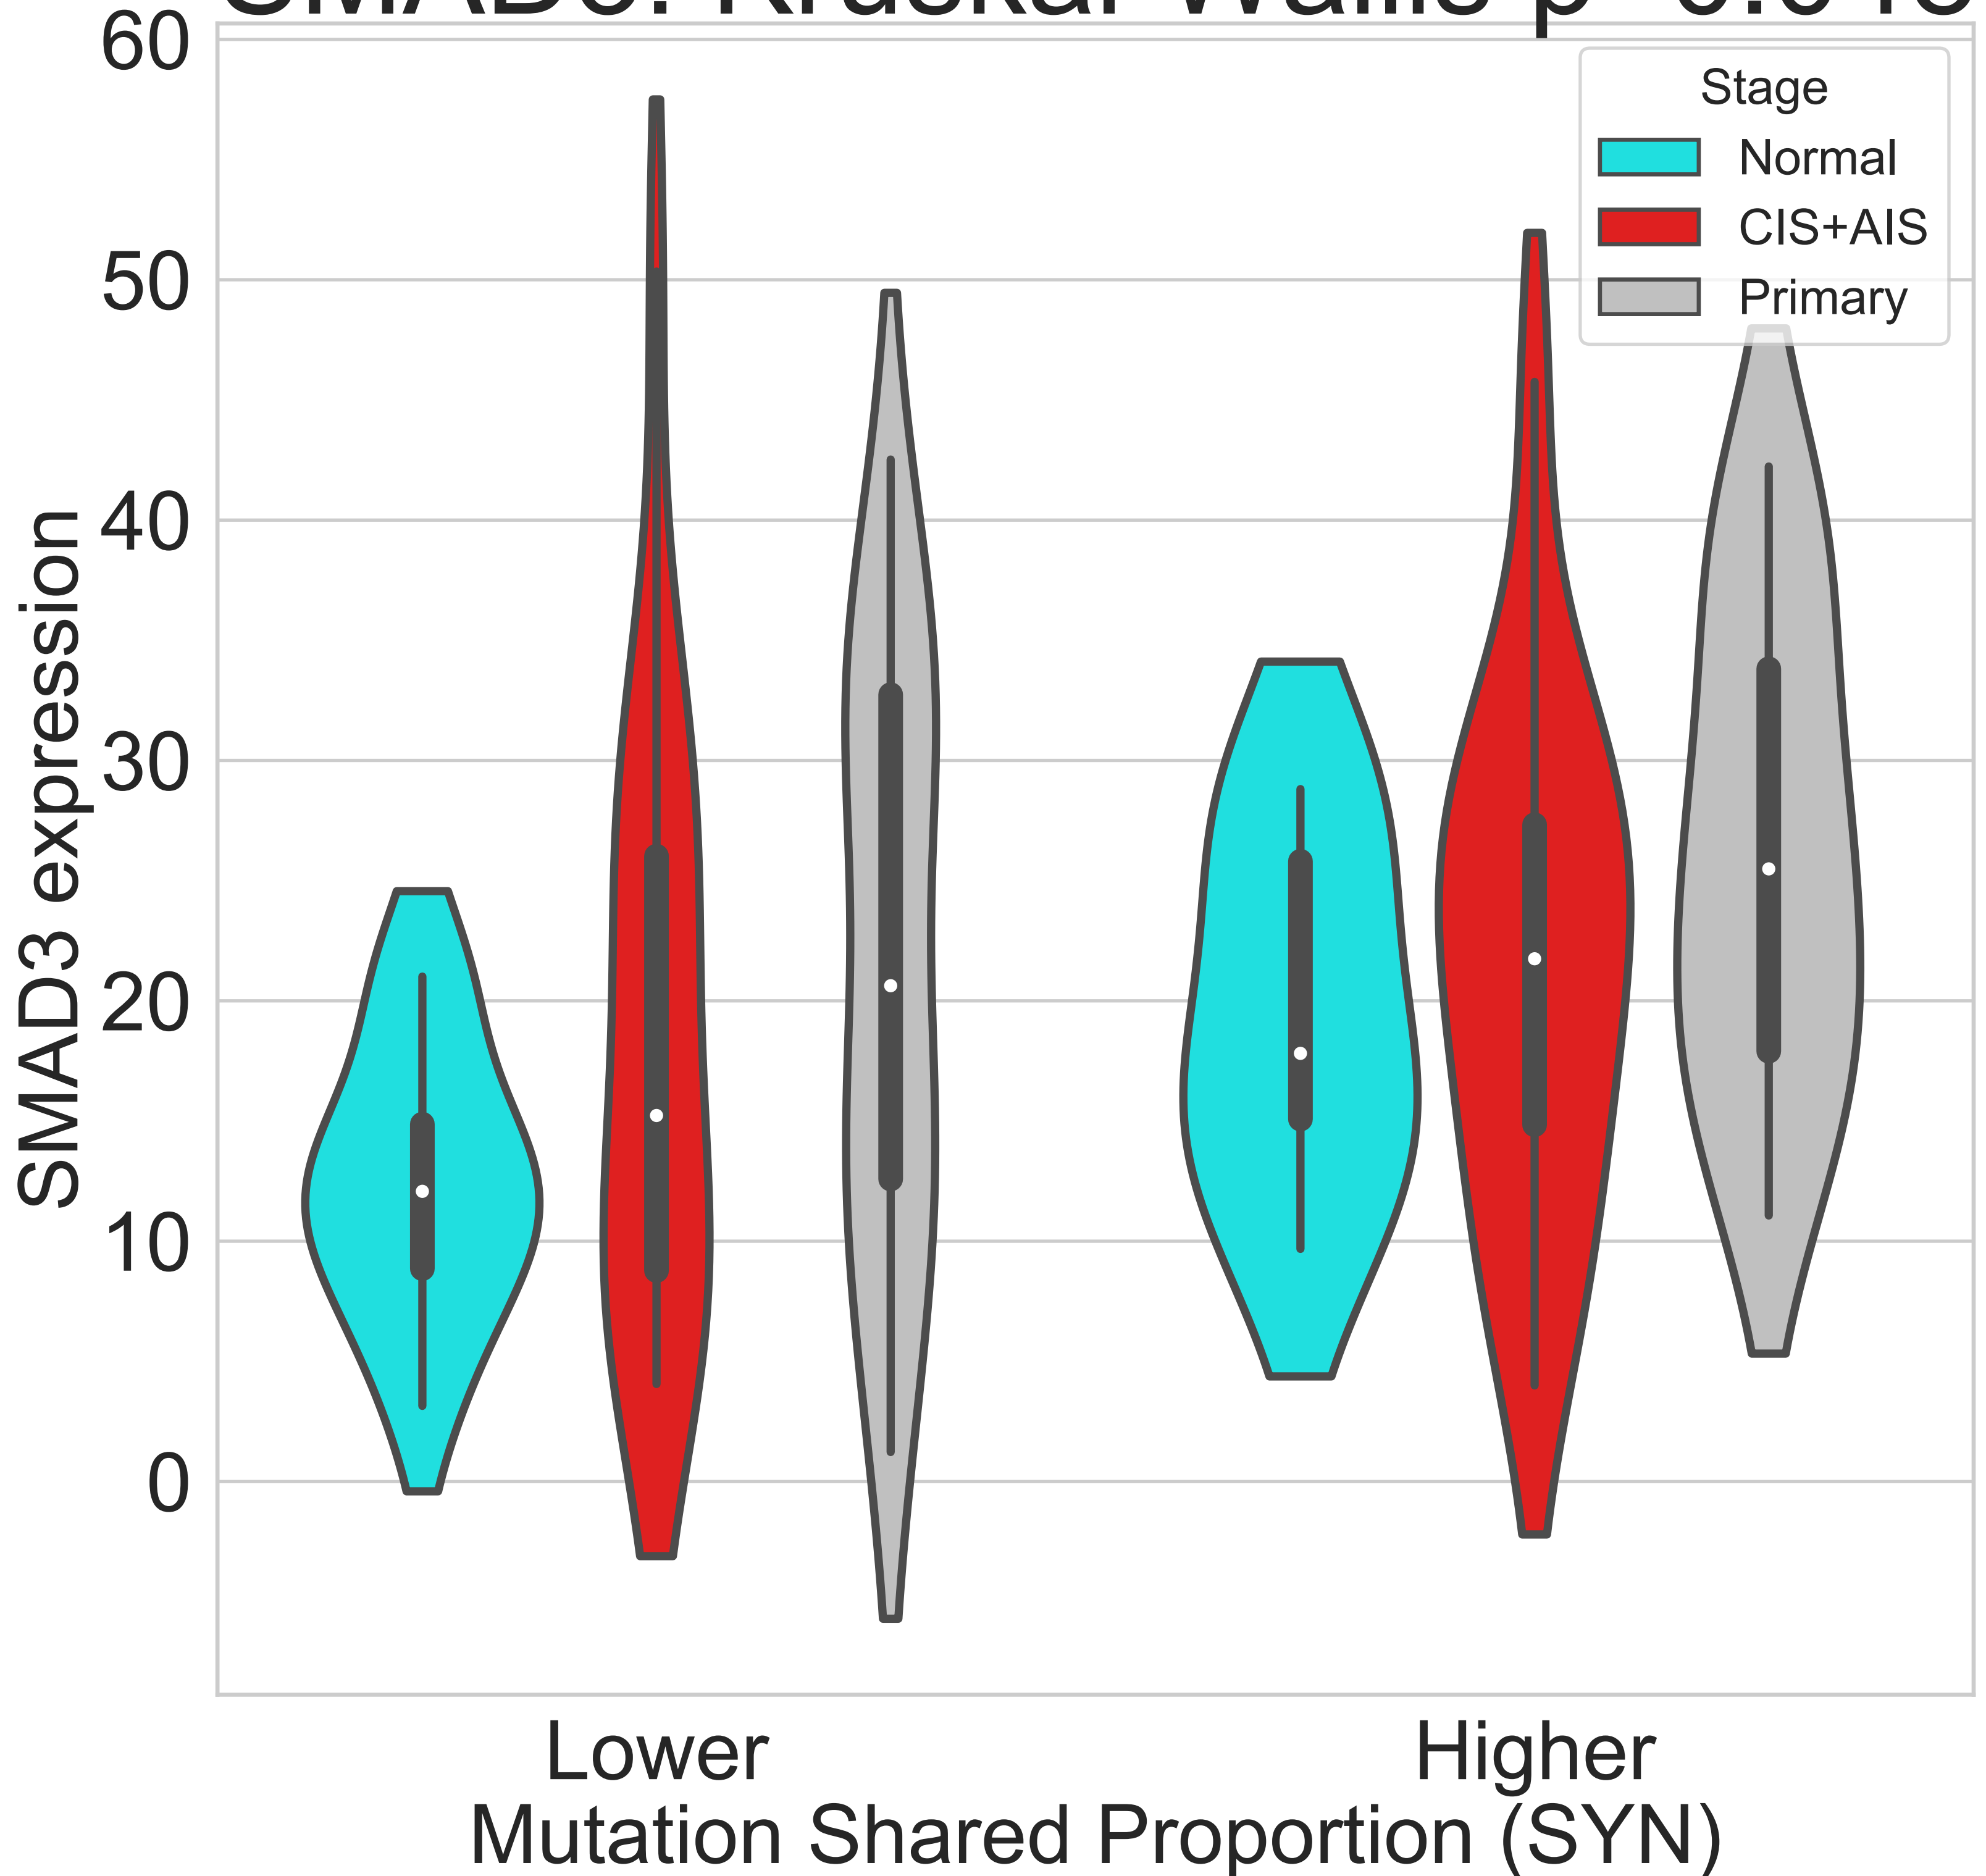 60
Stage
Normal
CIS+AIS
50
Primary
40
30
20
10
0
SMAD3 expression
Lower
Higher
Mutation Shared Proportion (SYN)